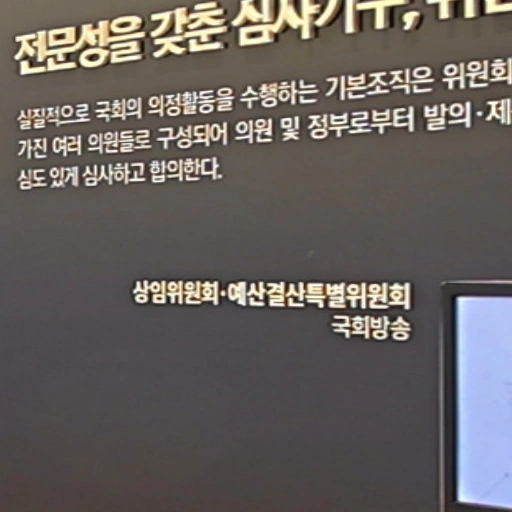 전문성을 갖춘 심사기구,
실질적으로 국회의 의정활동을 수행하는 기본조직은 위원회
가진 여러 의원들로 구성되어 의원 및 정부로부터 발의·제
심도 있게 심사하고 합의한다.
상임위원회·예산결산특별위원회
국회방송